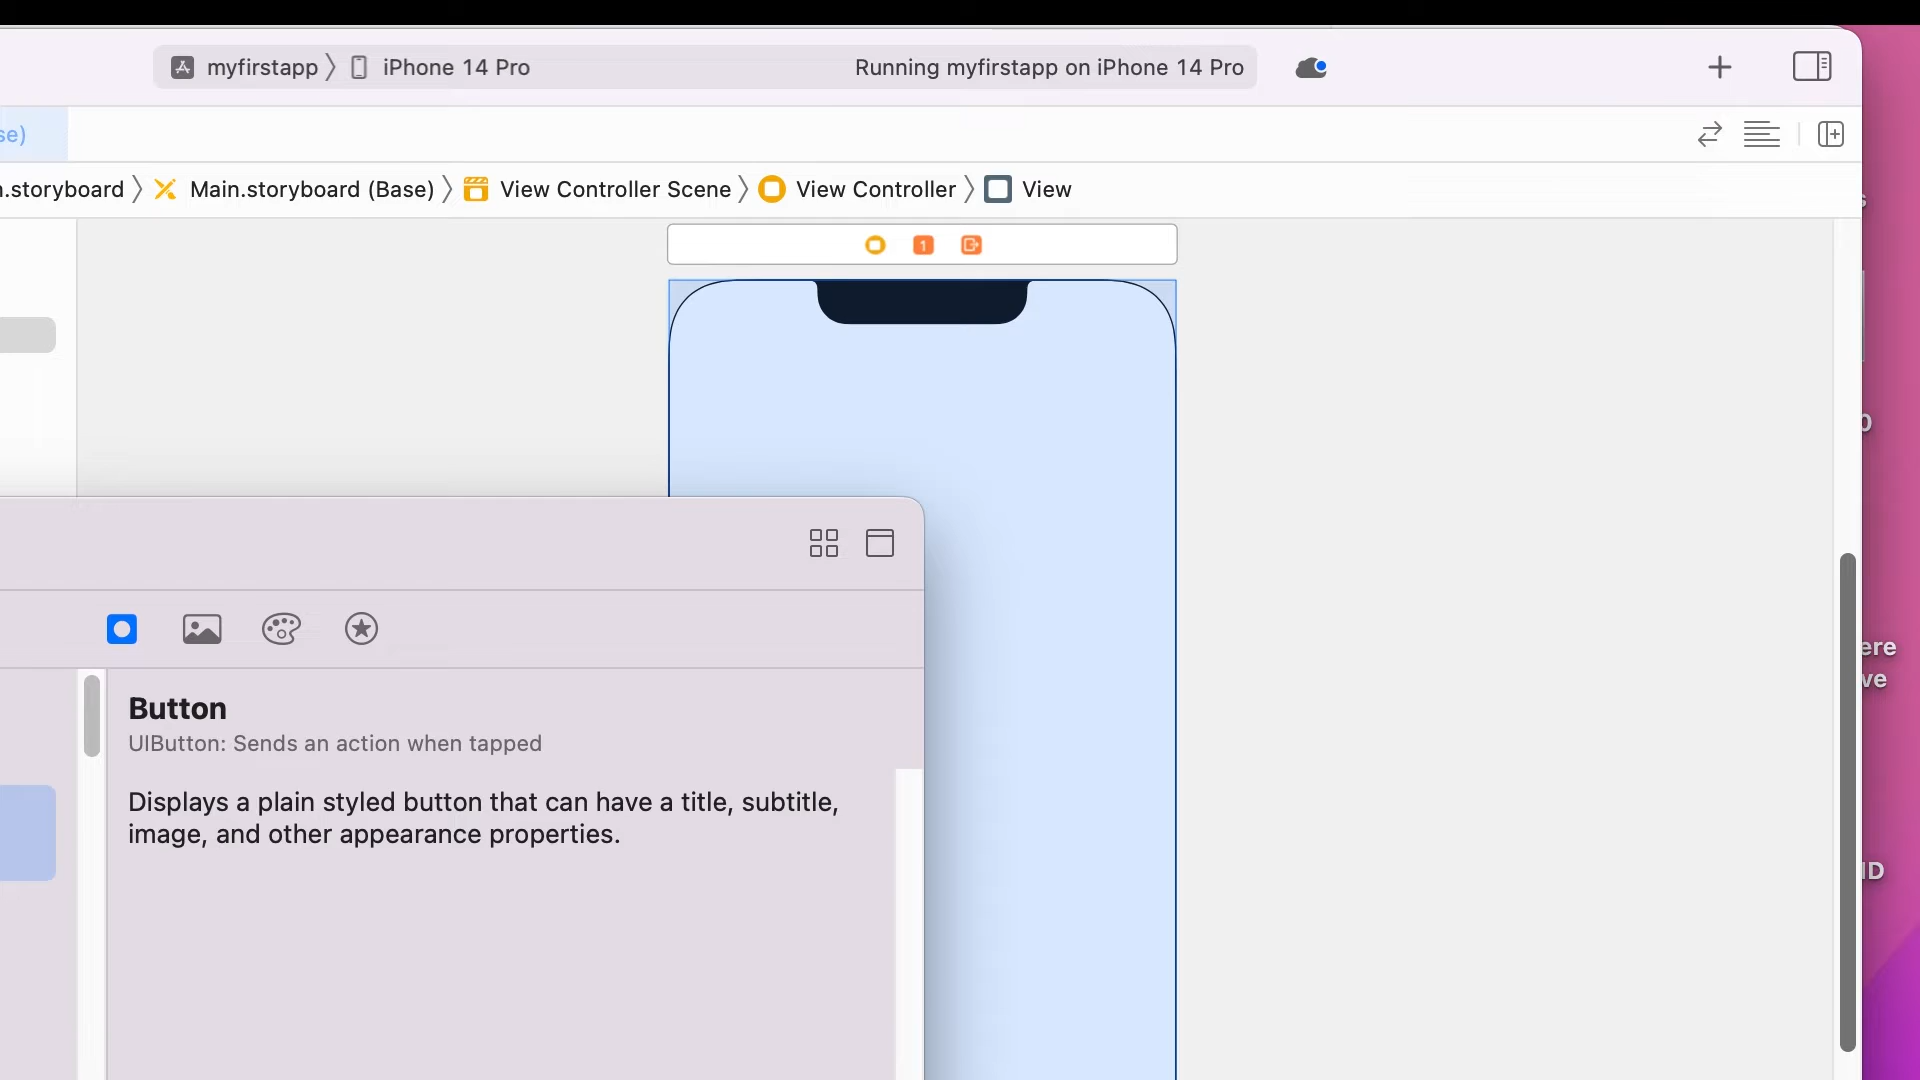 myfirstapp 〉 iPhone 14 Pro Running myfirstapp on iPhone 14 Pro
se)
.storyboard 〉 Main.storyboard (Base) 〉 View Controller Scene 〉 View Controller 〉 View
1
Button
UIButton: Sends an action when tapped
Displays a plain styled button that can have a title, subtitle,
image, and other appearance properties.
ere
ve
ID